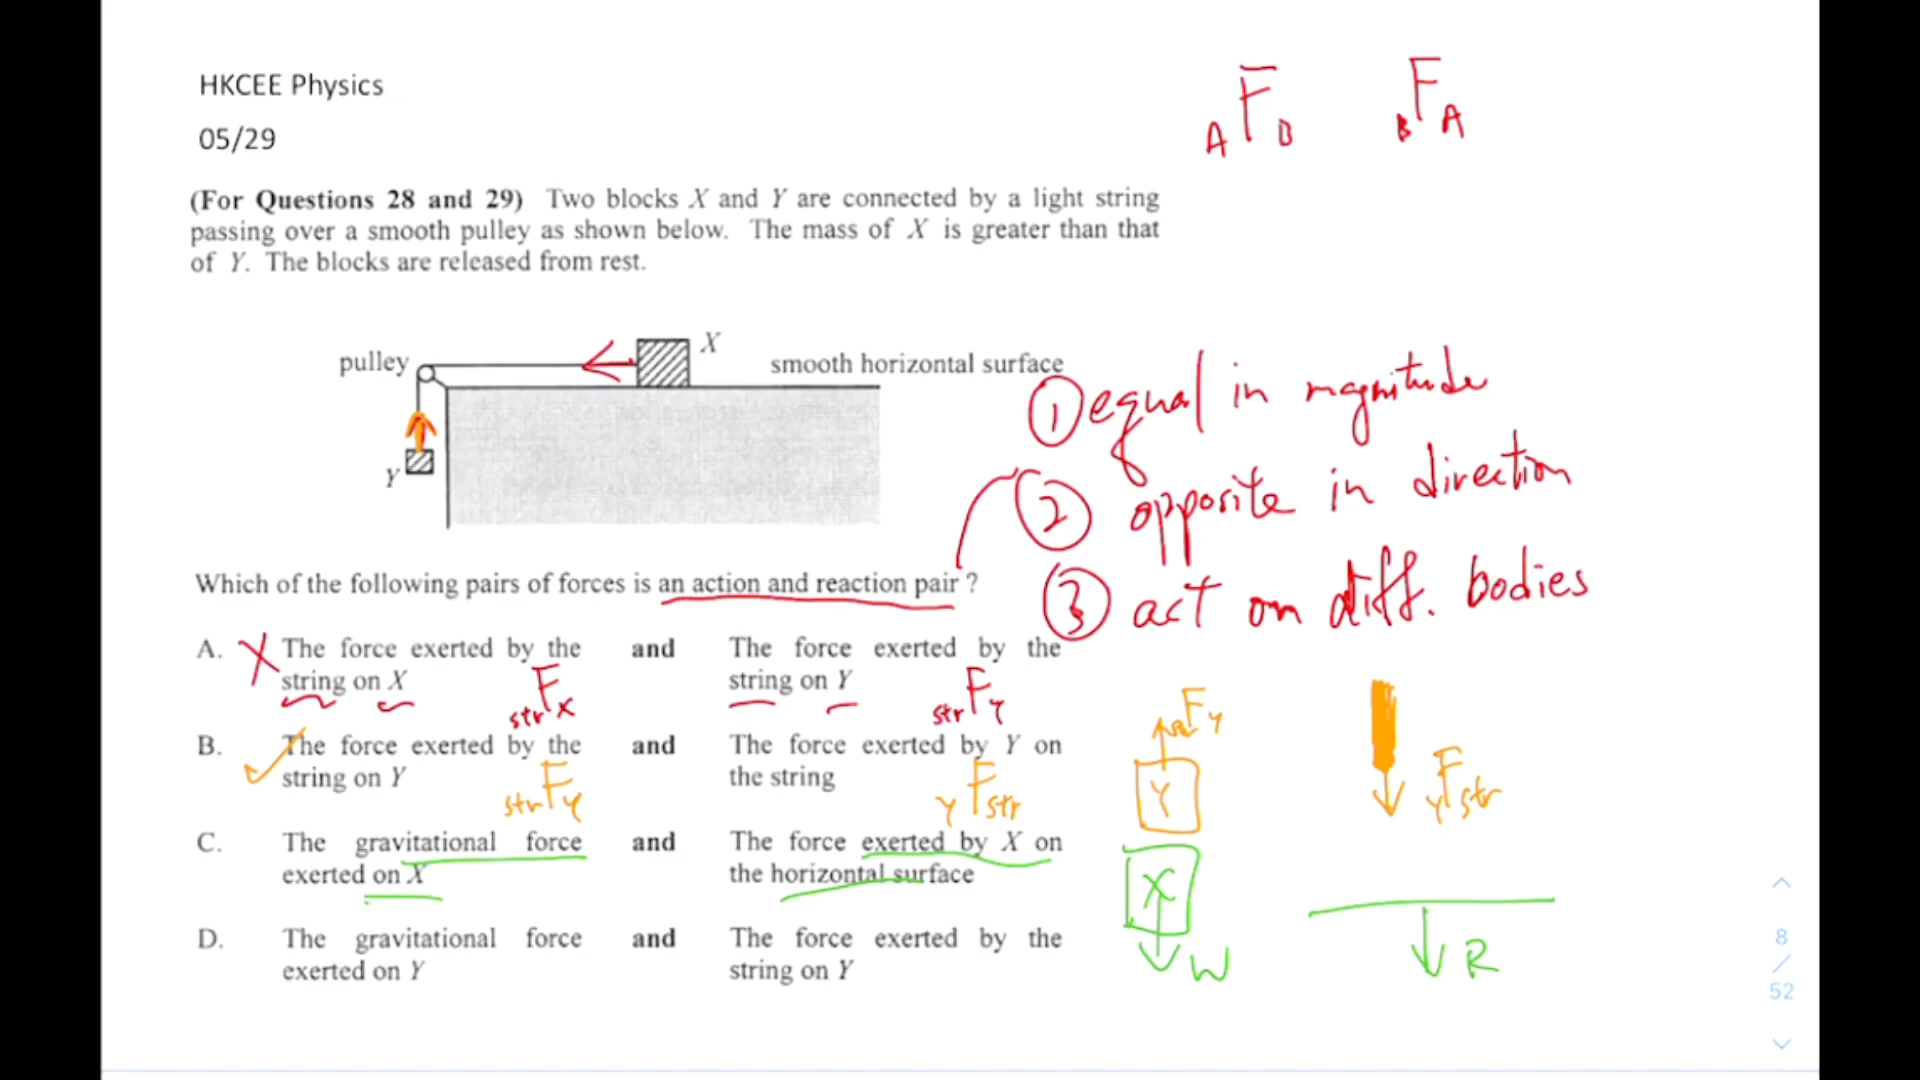 HKCEE Physics
05/29
A F B    B F A
(For Questions 28 and 29) Two blocks X and Y are connected by a light string
passing over a smooth pulley as shown below. The mass of X is greater than that
of Y. The blocks are released from rest.
X
pulley
smooth horizontal surface
Y
① equal in magnitude
② opposite in direction
③ act on diff. bodies
Which of the following pairs of forces is an action and reaction pair ?
A. The force exerted by the and The force exerted by the
string on X string on Y
str F X    str F Y
B. The force exerted by the and The force exerted by Y on
string on Y the string
str F Y    Y F str
F Y
Y
Y F str
C. The gravitational force and The force exerted by X on
exerted on X the horizontal surface
X
W
R
D. The gravitational force and The force exerted by the
exerted on Y string on Y
8
/
52